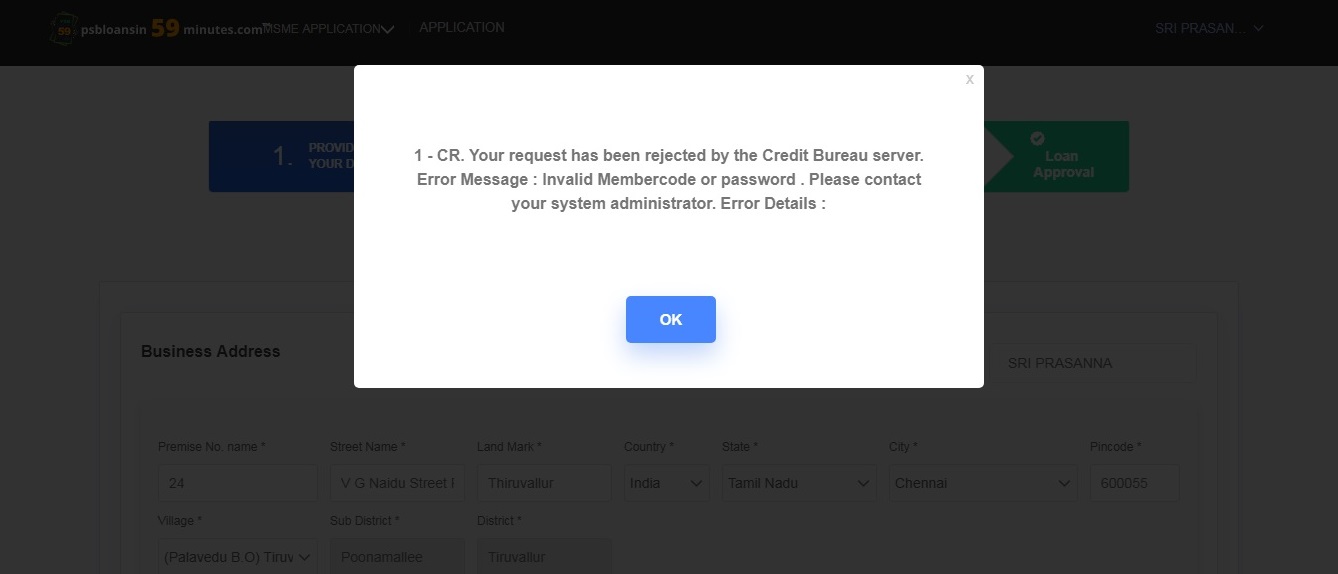 psbloansin 59 minutes.com
MSME APPLICATION
APPLICATION
SRI PRASAN...
X
1 - CR. Your request has been rejected by the Credit Bureau server.
Error Message : Invalid Membercode or password . Please contact
your system administrator. Error Details :
OK
1.
PROVID
YOUR D
Loan
Approval
Business Address
SRI PRASANNA
Premise No. name * Street Name * Land Mark * Country * State * City * Pincode *
24 V G Naidu Street Thiruvallur India Tamil Nadu Chennai 600055
Village * Sub District * District *
(Palavedu B.O) Tiruv Poonamallee Tiruvallur